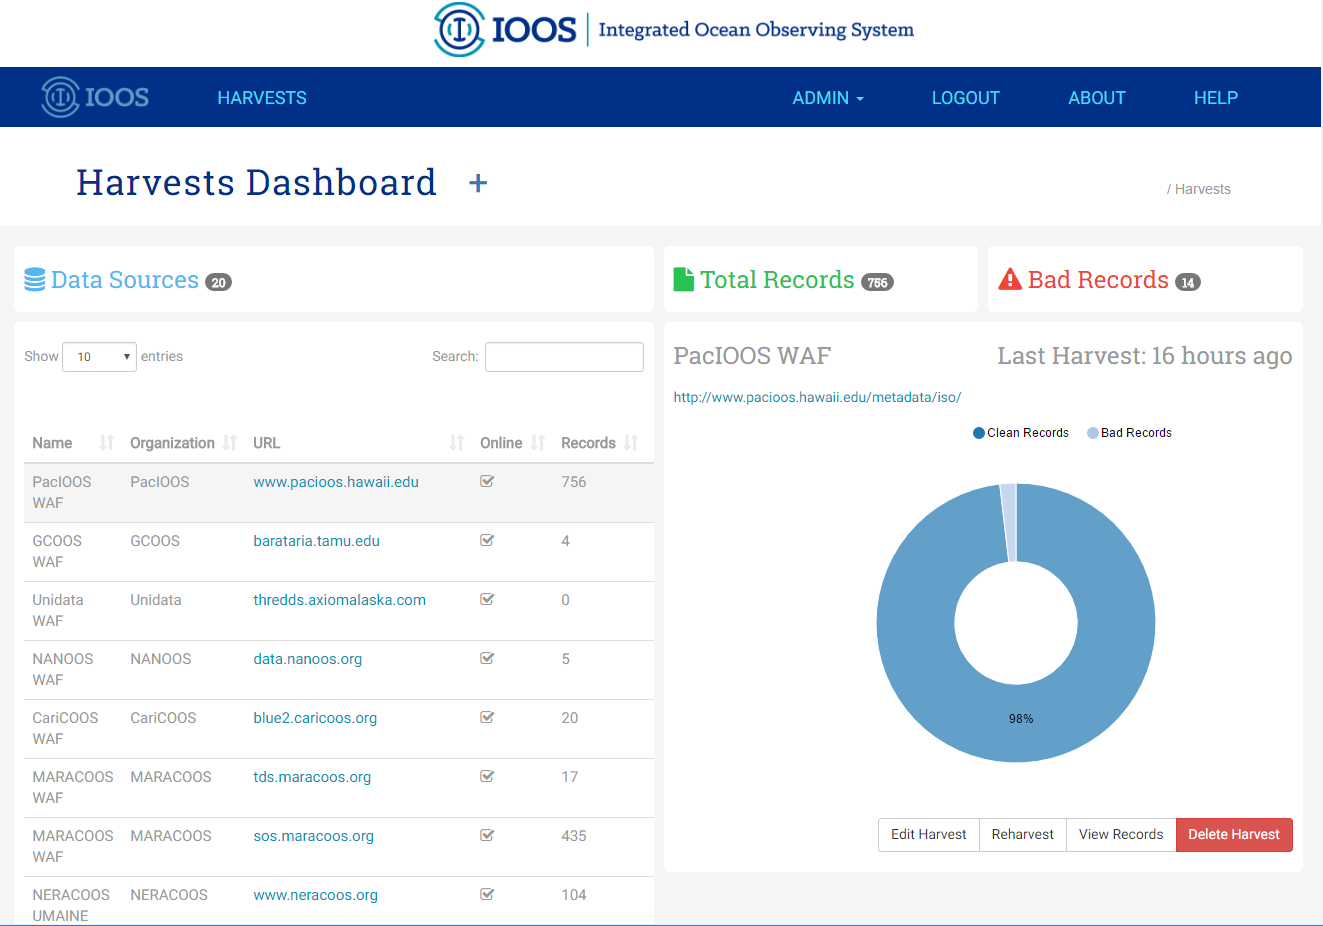 IOOS Integrated Ocean Observing System
IOOS HARVESTS ADMIN LOGOUT ABOUT HELP
Harvests Dashboard +
/ Harvests
Data Sources 20
Total Records 756
Bad Records 14
Show 10 entries
Search:
Name Organization URL Online Records
PacIOOS WAF PacIOOS www.pacioos.hawaii.edu 756
GCOOS WAF GCOOS barataria.tamu.edu 4
Unidata WAF Unidata thredds.axiomalaska.com 0
NANOOS WAF NANOOS data.nanoos.org 5
CariCOOS WAF CariCOOS blue2.caricoos.org 20
MARACOOS WAF MARACOOS tds.maracoos.org 17
MARACOOS WAF MARACOOS sos.maracoos.org 435
NERACOOS UMAINE NERACOOS www.neracoos.org 104
PacIOOS WAF
Last Harvest: 16 hours ago
http://www.pacioos.hawaii.edu/metadata/iso/
Clean Records Bad Records
98%
Edit Harvest Reharvest View Records Delete Harvest